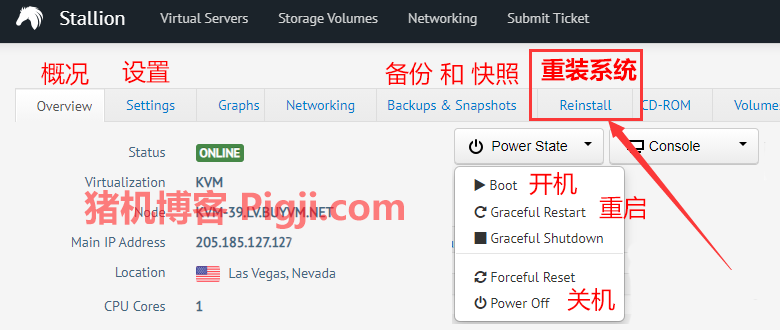 Stallion Virtual Servers Storage Volumes Networking Submit Ticket
概况 设置 备份 和 快照 重装系统
Overview Settings Graphs Networking Backups & Snapshots Reinstall CD-ROM Volumes
Status ONLINE Power State Console
Virtualization KVM Boot 开机
猪机博客 Pigji.com
Node KVM-39.LV.BUYVM.NET Graceful Restart 重启
Main IP Address 205.185.127.127 Graceful Shutdown
Location Las Vegas, Nevada Forceful Reset
CPU Cores 1 Power Off 关机